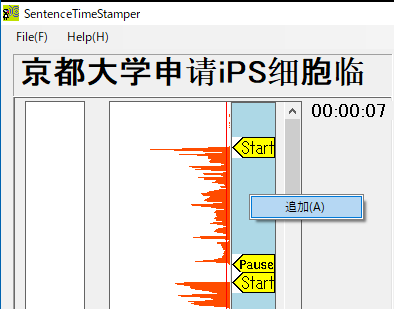 SentenceTimeStamper
File(F) Help(H)
京都大学申请iPS细胞临
00:00:07
Start
追加(A)
Pause
Start